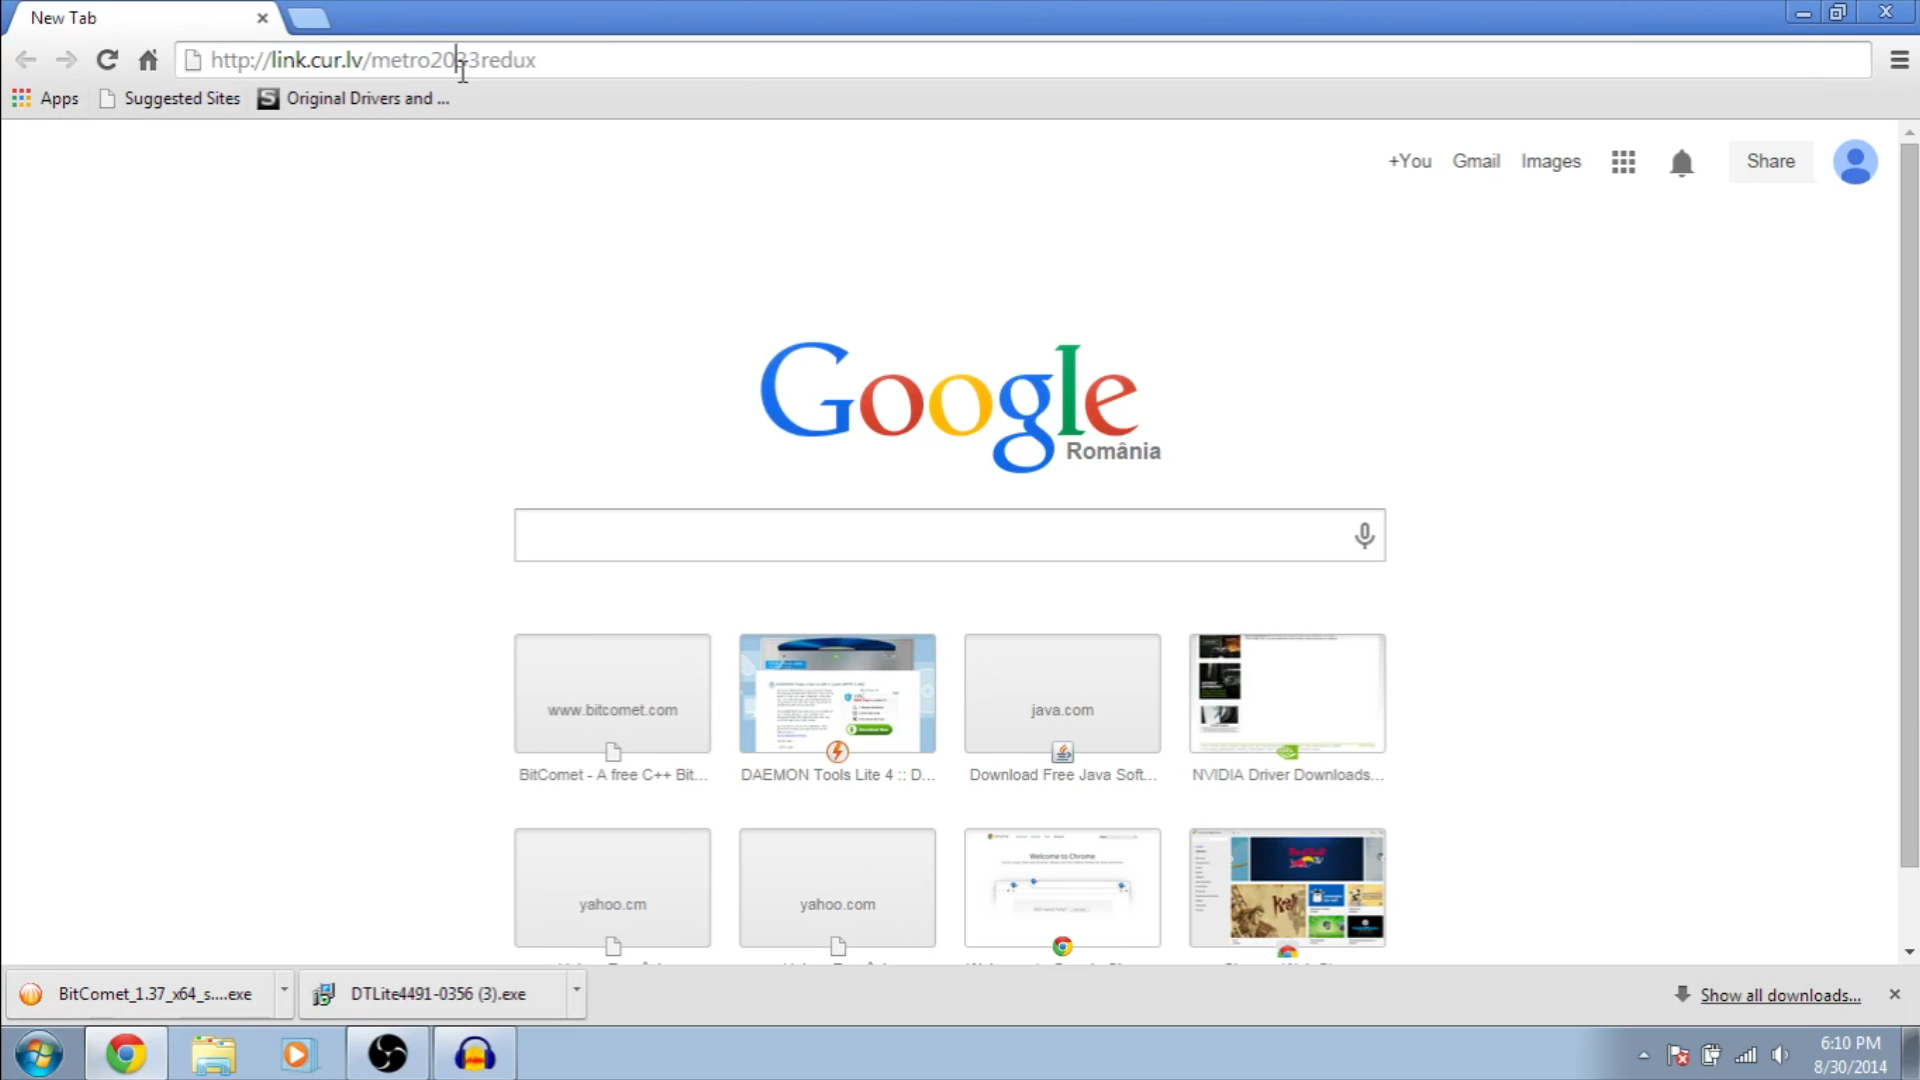 New Tab
http://link.cur.lv/metro2033redux
Apps
Suggested Sites
Original Drivers and ...
+You
Gmail
Images
Share
Google
România
www.bitcomet.com
java.com
BitComet - A free C++ Bit...
DAEMON Tools Lite 4 :: D...
Download Free Java Soft...
NVIDIA Driver Downloads...
yahoo.cm
yahoo.com
Welcome to Chrome
BitComet_1.37_x64_s....exe
DTLite4491-0356 (3).exe
Show all downloads...
6:10 PM
8/30/2014